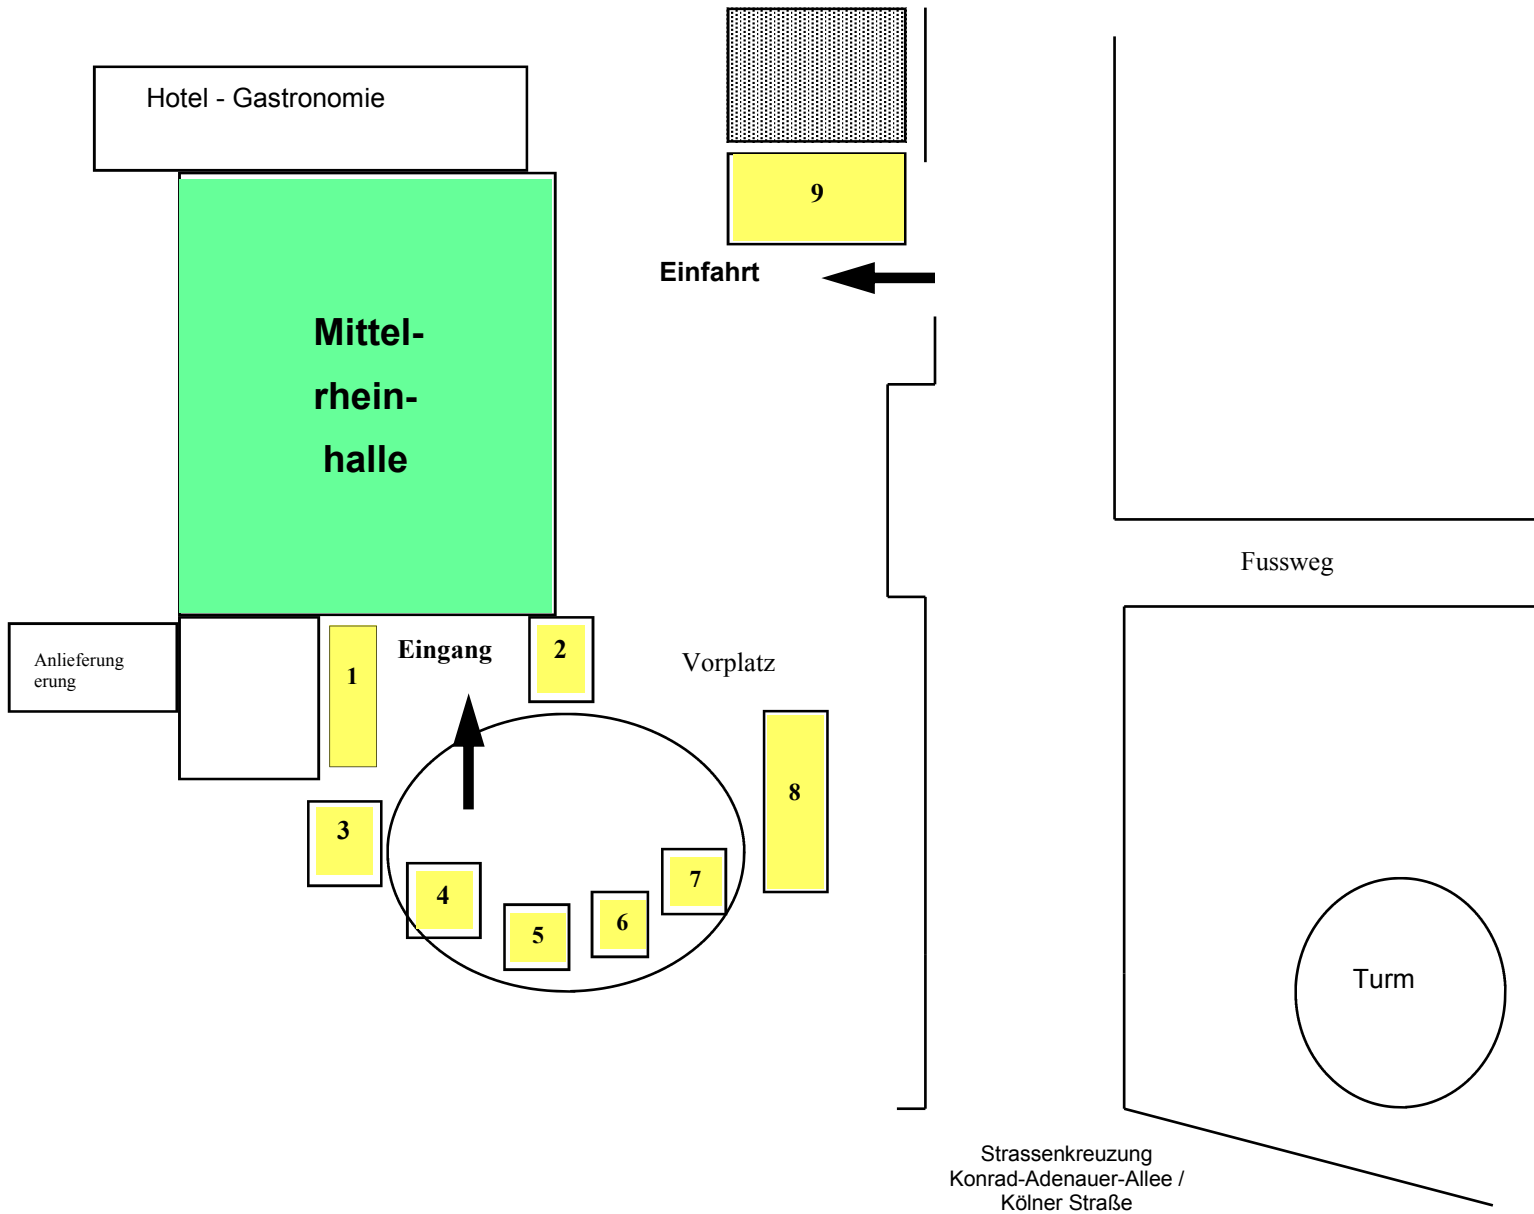 Hotel - Gastronomie
9
Einfahrt
Mittel-
rhein-
halle
Fussweg
Anlieferung
erung
1
Eingang
2
Vorplatz
3
4
5
6
7
8
Turm
Strassenkreuzung
Konrad-Adenauer-Allee /
Kölner Straße